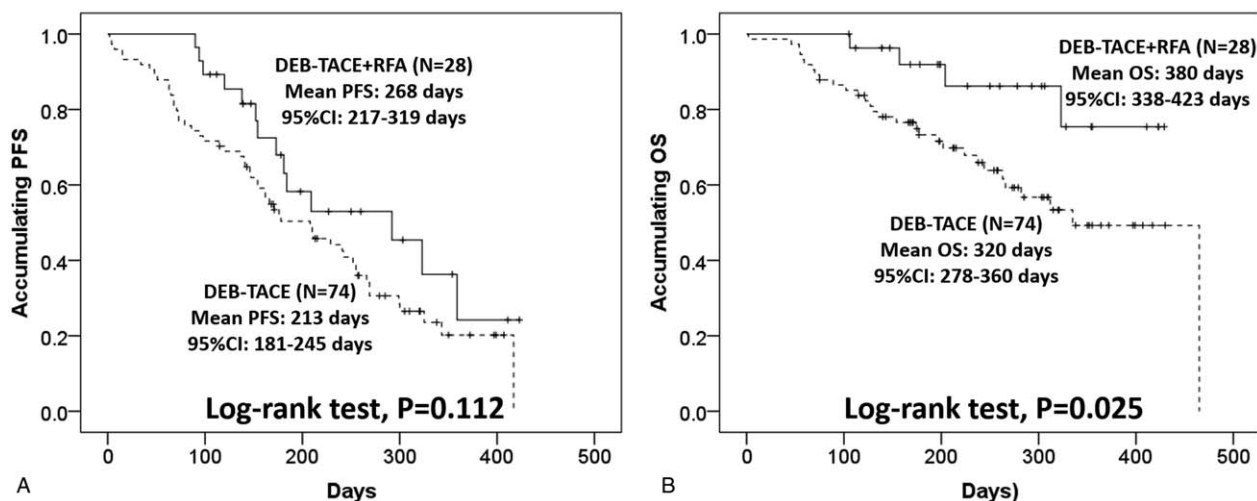 Accumulating PFS
1.0
0.8
0.6
0.4
0.2
0.0
DEB-TACE+RFA (N=28)
Mean PFS: 268 days
95%CI: 217-319 days
DEB-TACE (N=74)
Mean PFS: 213 days
95%CI: 181-245 days
Log-rank test, P=0.112
0 100 200 300 400 500
Days
A
Accumulating OS
1.0
0.8
0.6
0.4
0.2
0.0
DEB-TACE+RFA (N=28)
Mean OS: 380 days
95%CI: 338-423 days
DEB-TACE (N=74)
Mean OS: 320 days
95%CI: 278-360 days
Log-rank test, P=0.025
0 100 200 300 400 500
Days)
B